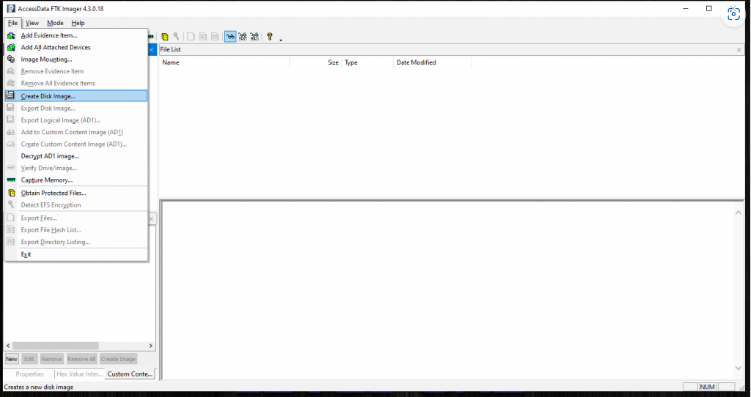 AccessData FTK Imager 4.3.0.18
File View Mode Help
Add Evidence Item...
Add All Attached Devices
Image Mounting...
Remove Evidence Item
Remove All Evidence Items
Create Disk Image...
Export Disk Image...
Export Logical Image (AD1)...
Add to Custom Content Image (AD1)
Create Custom Content Image (AD1)...
Decrypt AD1 image...
Verify Drive/Image...
Capture Memory...
Obtain Protected Files...
Detect EFS Encryption
Export Files...
Export File Hash List...
Export Directory Listing...
Exit
File List
Name Size Type Date Modified
New Edit Remove Remove All Create Image
Properties Hex Value Inter... Custom Conte...
Creates a new disk image NUM